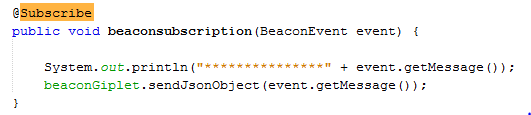 @Subscribe
public void beaconsubscription(BeaconEvent event) {
System.out.println("***************" + event.getMessage());
beaconGiplet.sendJsonObject(event.getMessage());
}